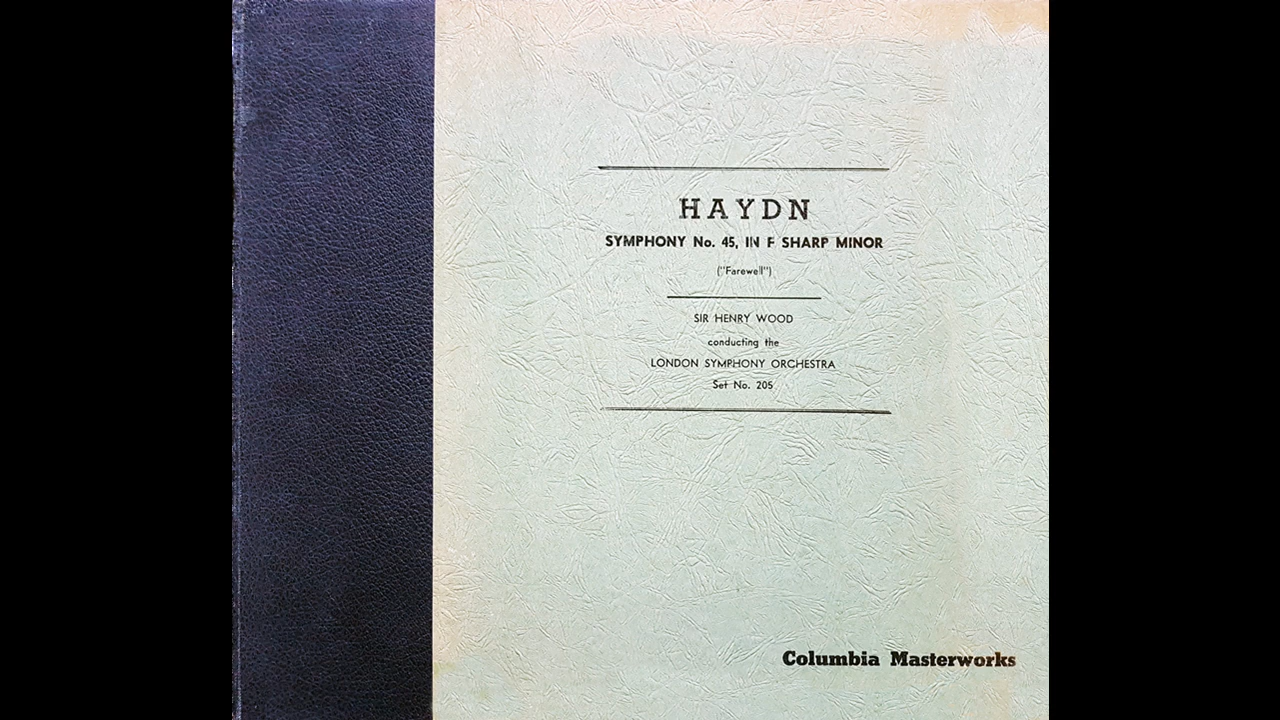 HAYDN
SYMPHONY No. 45, IN F SHARP MINOR
("Farewell")
SIR HENRY WOOD
conducting the
LONDON SYMPHONY ORCHESTRA
Set No. 205
Columbia Masterworks